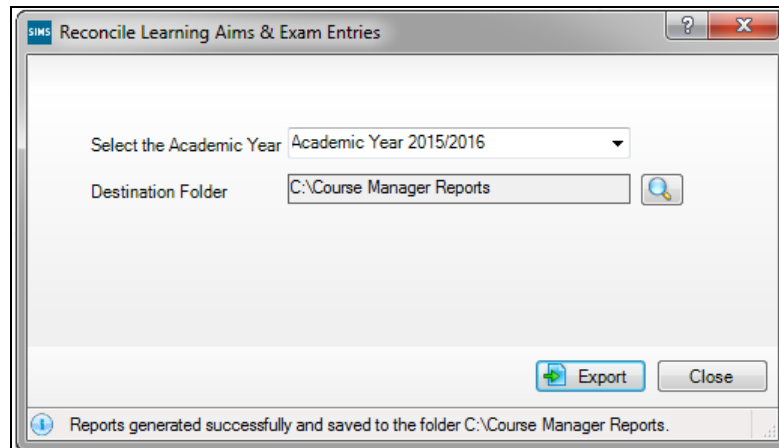 SIMS Reconcile Learning Aims & Exam Entries ? X
Select the Academic Year Academic Year 2015/2016
Destination Folder C:\Course Manager Reports
Export Close
Reports generated successfully and saved to the folder C:\Course Manager Reports.